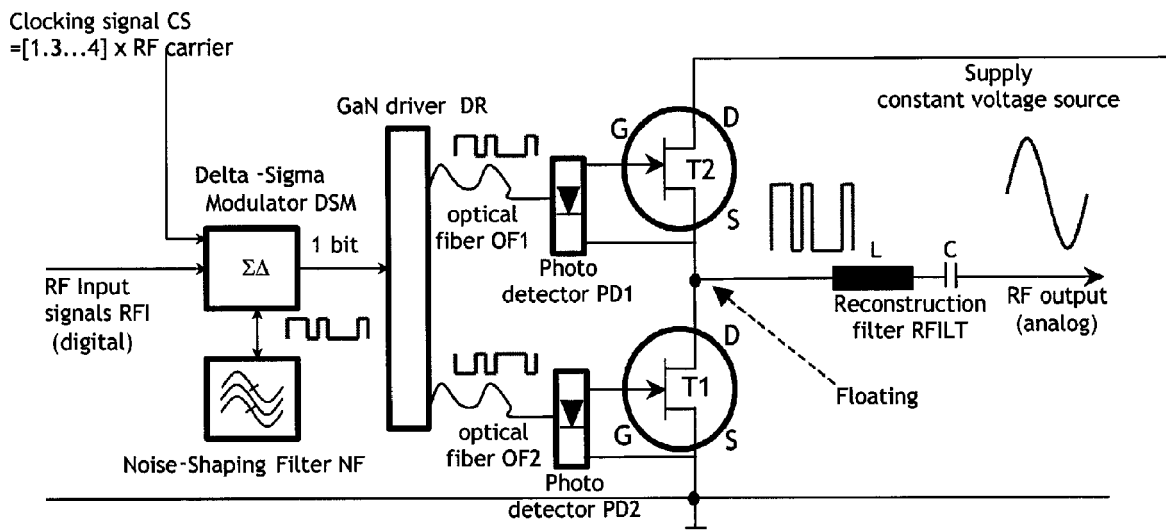 Clocking signal CS
=[1.3...4] x RF carrier
Supply
constant voltage source
GaN driver DR
G
D
T2
S
Delta -Sigma
Modulator DSM
optical
fiber OF1
1 bit
ΣΔ
Photo
detector PD1
L
C
RF Input
signals RFI
(digital)
Reconstruction
filter RFILT
RF output
(analog)
D
T1
G
S
Floating
optical
fiber OF2
Noise-Shaping Filter NF
Photo
detector PD2